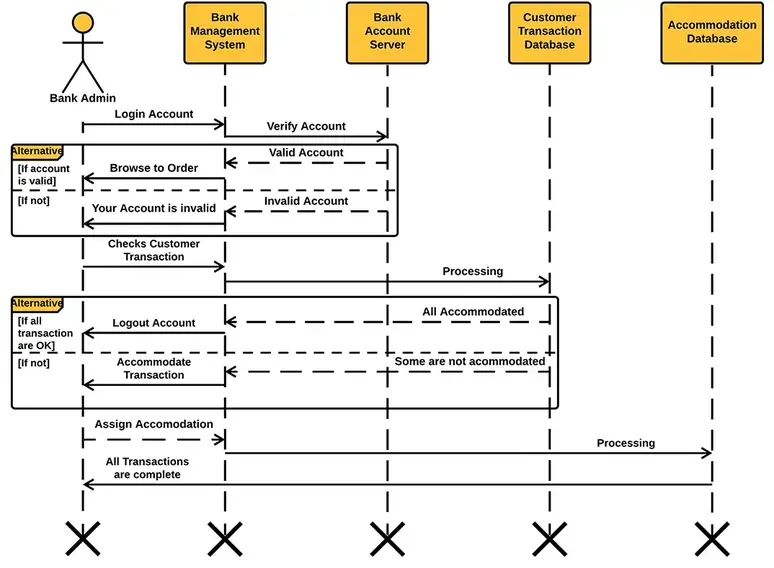 Bank
Management
System
Bank
Account
Server
Customer
Transaction
Database
Accommodation
Database
Bank Admin
Login Account
Verify Account
Alternative
Valid Account
[If account
is valid]
Browse to Order
[If not]
Invalid Account
Your Account is invalid
Checks Customer
Transaction
Processing
Alternative
All Accommodated
[If all
transaction
are OK]
Logout Account
[If not]
Some are not acommodated
Accommodate
Transaction
Assign Accomodation
Processing
All Transactions
are complete